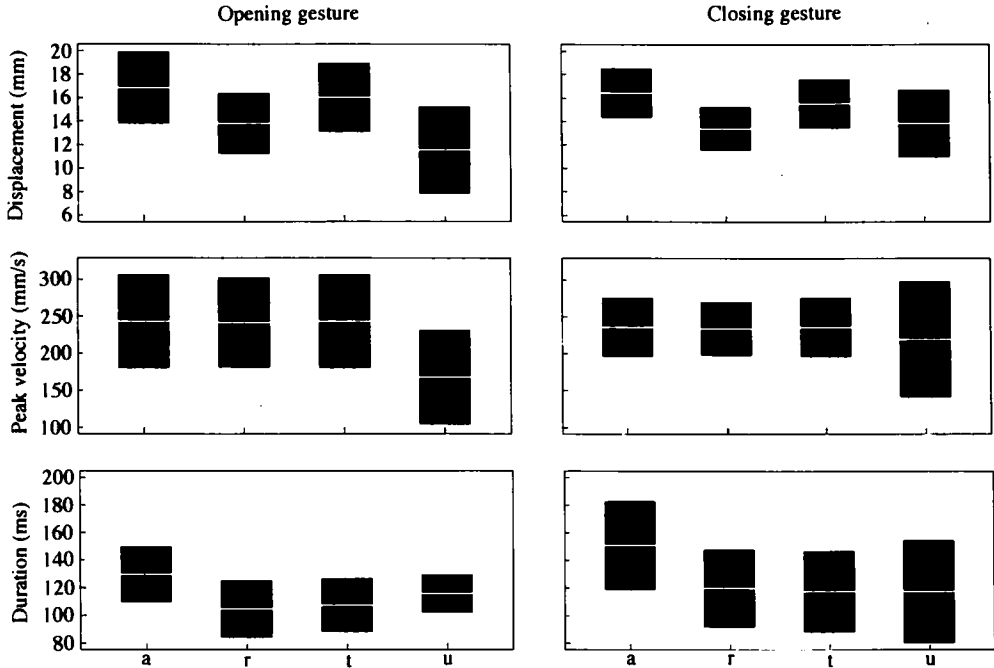 Opening gesture
Closing gesture
Displacement (mm)
20
18
16
14
12
10
8
6
Peak velocity (mm/s)
300
250
200
150
100
Duration (ms)
200
180
160
140
120
100
80
a r t u
a r t u